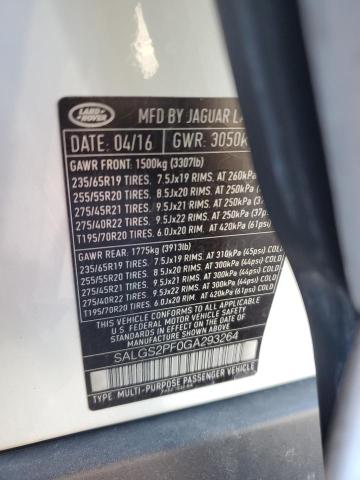 LAND
ROVER
MFD BY JAGUAR LA
DATE: 04/16 GWR: 3050k
GAWR FRONT 1500kg (3307lb)
235/65R19 TIRES. 7.5Jx19 RIMS. AT 260kPa
255/55R20 TIRES. 8.5Jx20 RIMS. AT 250kPa
275/45R21 TIRES. 9.5Jx21 RIMS. AT 250kPa (3
275/40R22 TIRES. 9.5Jx22 RIMS. AT 250kPa (37p
T195/70R20 TIRES. 6.0Jx20 RIMS. AT 420kPa (61psi)
GAWR REAR. 1775kg (3913lb)
235/65R19 TIRES. 7.5Jx19 RIMS. AT 310kPa (45psi) COLD
255/55R20 TIRES. 8.5Jx20 RIMS. AT 300kPa (44psi) COLD
275/45R21 TIRES. 9.5Jx21 RIMS. AT 300kPa (44psi) COLD
275/40R22 TIRES. 9.5Jx22 RIMS. AT 300kPa (44psi) COLD
T195/70R20 TIRES. 6.0Jx20 RIMS. AT 420kPa (61psi) COLD
THIS VEHICLE CONFORMS TO ALL APPLICABLE
U.S. FEDERAL MOTOR VEHICLE SAFETY
STANDARDS IN EFFECT ON THE DATE OF
MANUFACTURE SHOWN ABOVE
SALGS2PF0GA293264
TYPE: MULTI-PURPOSE PASSENGER VEHICLE